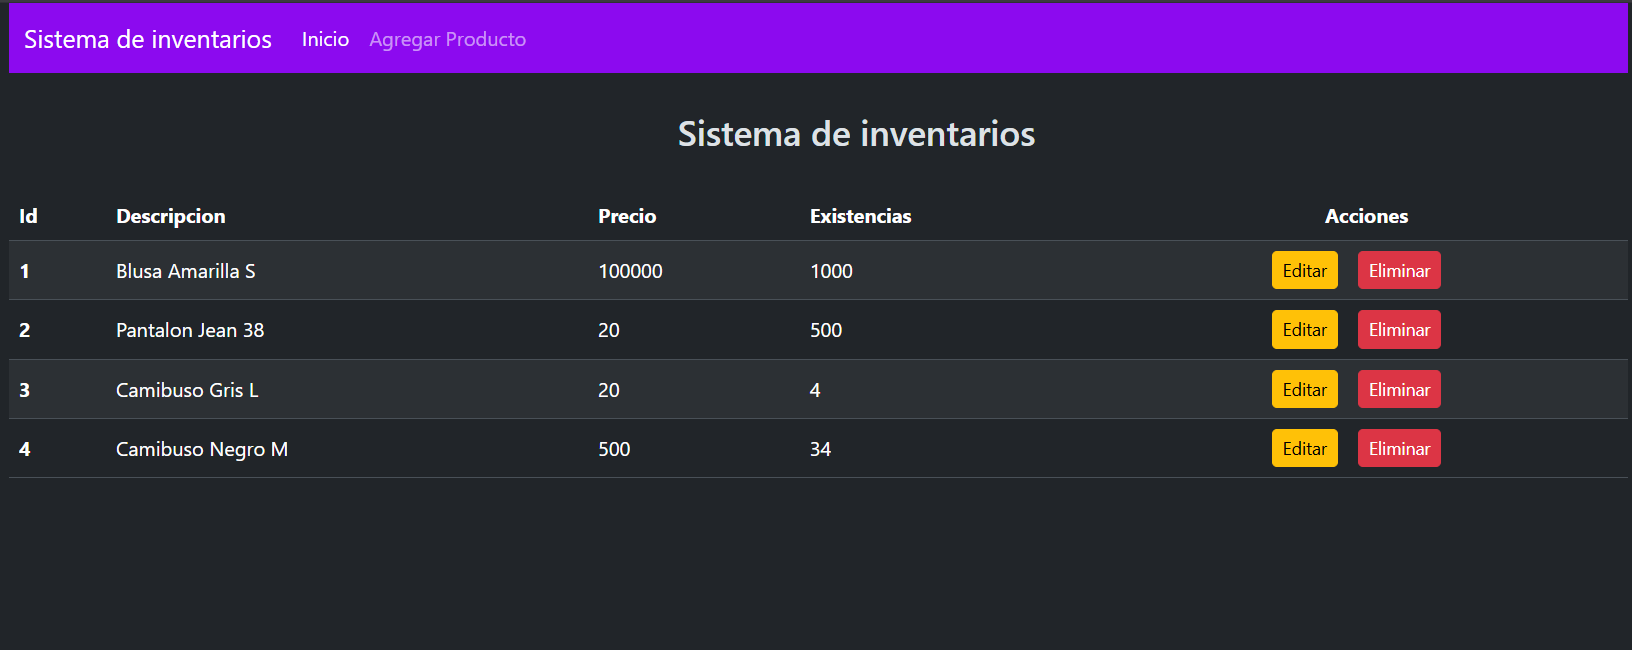 Sistema de inventarios Inicio Agregar Producto
Sistema de inventarios
Id Descripcion Precio Existencias Acciones
1 Blusa Amarilla S 100000 1000 Editar Eliminar
2 Pantalon Jean 38 20 500 Editar Eliminar
3 Camibuso Gris L 20 4 Editar Eliminar
4 Camibuso Negro M 500 34 Editar Eliminar